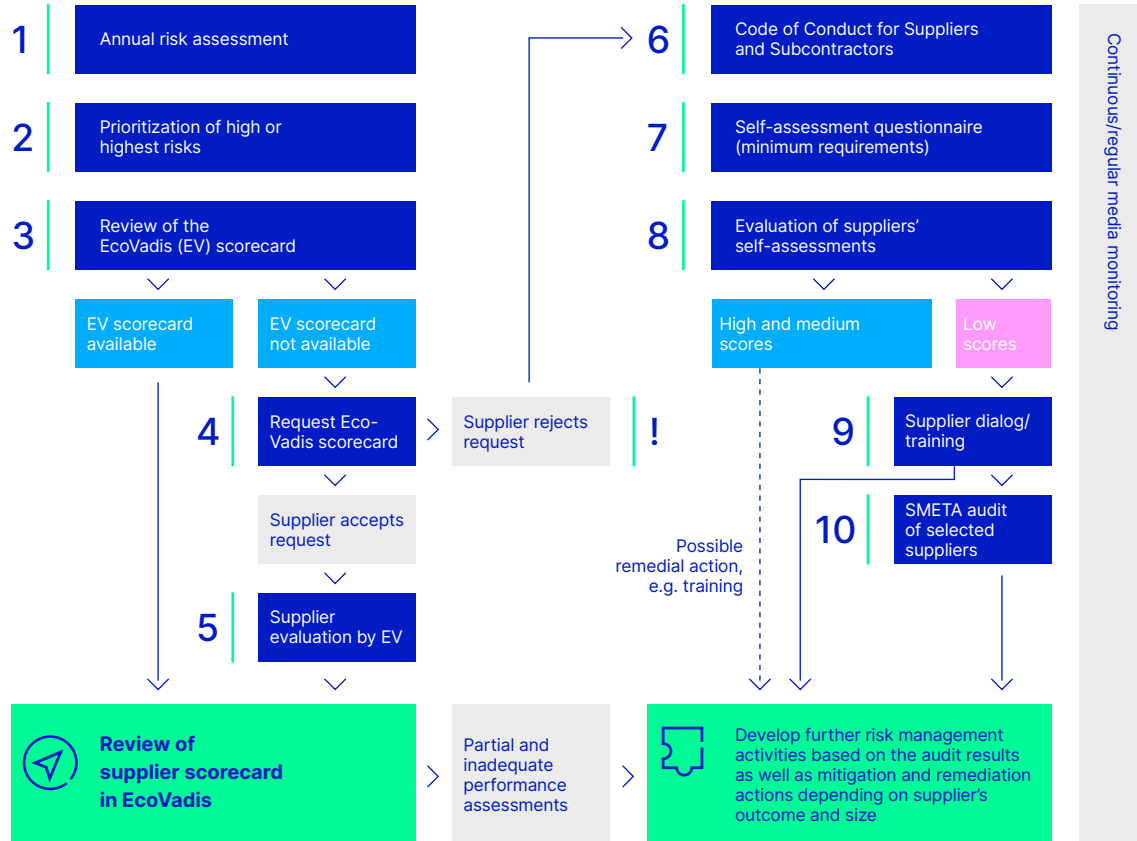 1
Annual risk assessment
2
Prioritization of high or
highest risks
3
Review of the
EcoVadis (EV) scorecard
EV scorecard
available
EV scorecard
not available
4
Request Eco-
Vadis scorecard
Supplier rejects
request
!
Supplier accepts
request
5
Supplier
evaluation by EV
Review of
supplier scorecard
in EcoVadis
Partial and
inadequate
performance
assessments
6
Code of Conduct for Suppliers
and Subcontractors
7
Self-assessment questionnaire
(minimum requirements)
8
Evaluation of suppliers’
self-assessments
High and medium
scores
Low
scores
9
Supplier dialog/
training
10
SMETA audit
of selected
suppliers
Possible
remedial action,
e.g. training
Develop further risk management
activities based on the audit results
as well as mitigation and remediation
actions depending on supplier’s
outcome and size
Continuous/regular media monitoring